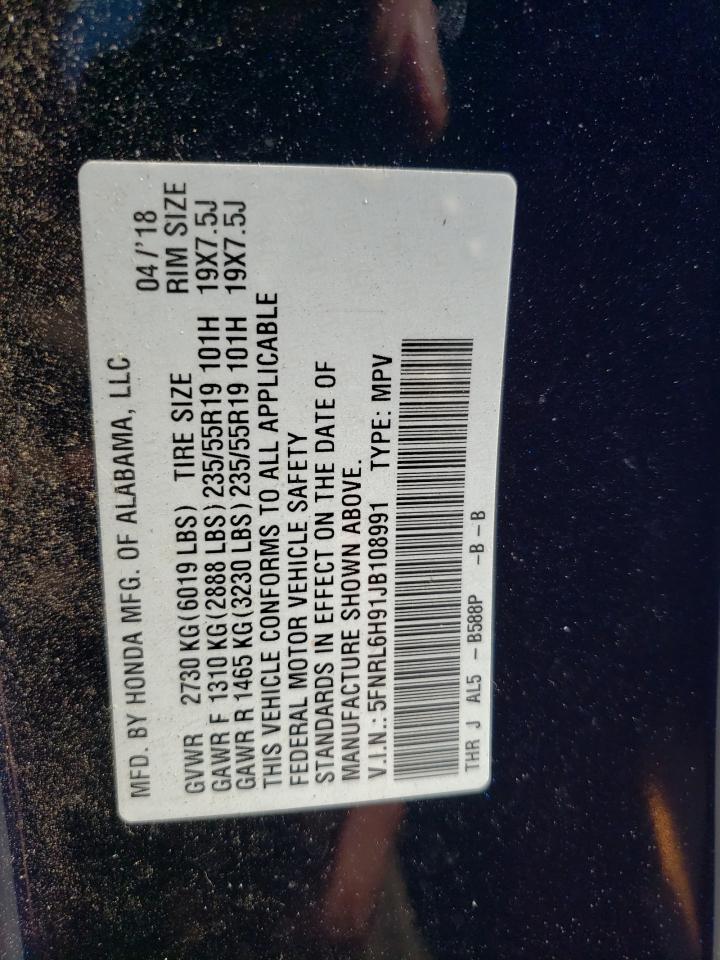 MFD. BY HONDA MFG. OF ALABAMA, LLC 04/'18
GVWR 2730 KG (6019 LBS) TIRE SIZE RIM SIZE
GAWR F 1310 KG (2888 LBS) 235/55R19 101H 19X7.5J
GAWR R 1465 KG (3230 LBS) 235/55R19 101H 19X7.5J
THIS VEHICLE CONFORMS TO ALL APPLICABLE
FEDERAL MOTOR VEHICLE SAFETY
STANDARDS IN EFFECT ON THE DATE OF
MANUFACTURE SHOWN ABOVE.
V.I.N.: 5FNRL6H91JB108991 TYPE: MPV
THR J AL5 -B588P -B-B